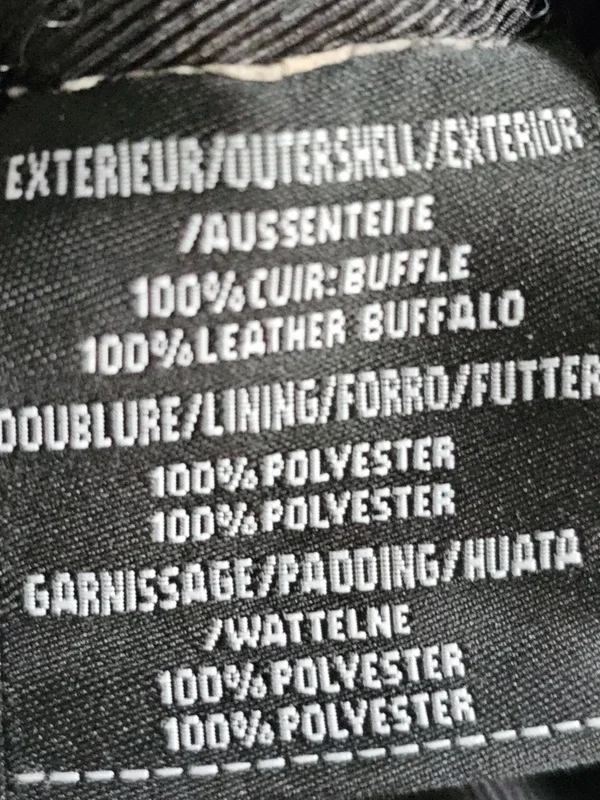 EXTERIEUR/OUTERSHELL/EXTERIOR
/AUSSENTEITE
100%CUIR:BUFFLE
100%LEATHER BUFFALO
DOUBLURE/LINING/FORRO/FUTTER
100%POLYESTER
100%POLYESTER
GARNISSAGE/PADDING/HUATA
/WATTELNE
100%POLYESTER
100%POLYESTER